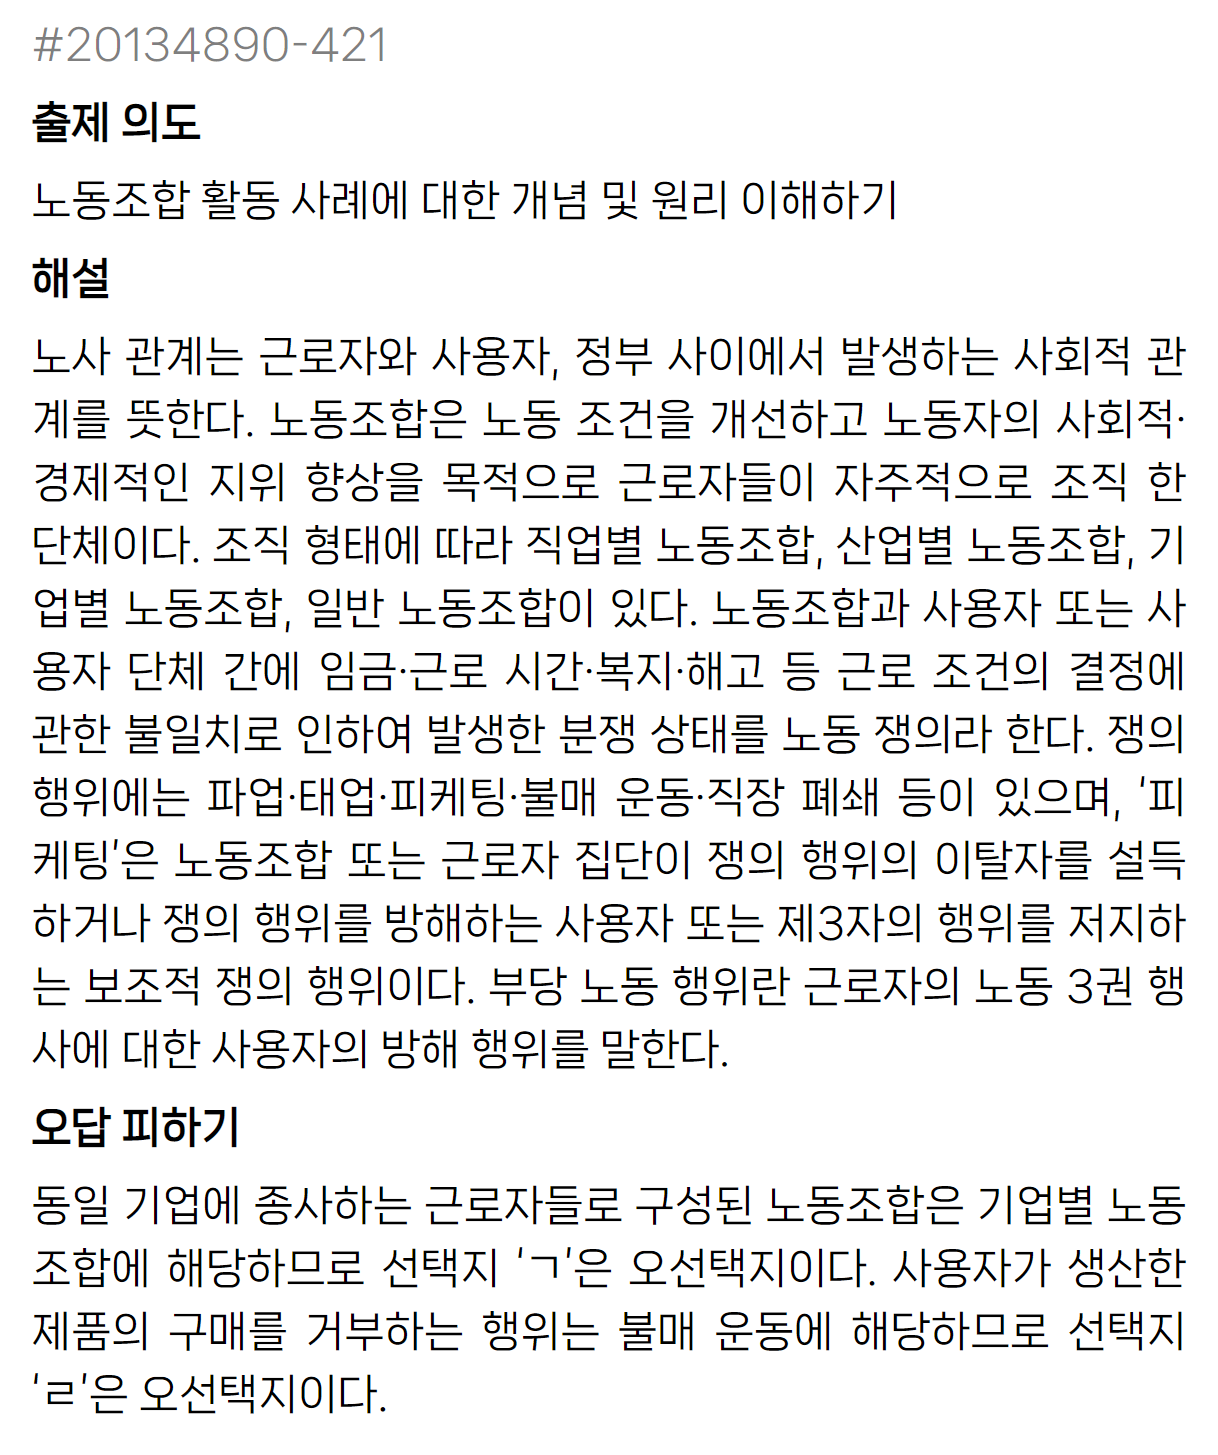 #20134890-421
출제 의도
노동조합 활동 사례에 대한 개념 및 원리 이해하기
해설
노사 관계는 근로자와 사용자, 정부 사이에서 발생하는 사회적 관
계를 뜻한다. 노동조합은 노동 조건을 개선하고 노동자의 사회적·
경제적인 지위 향상을 목적으로 근로자들이 자주적으로 조직 한
단체이다. 조직 형태에 따라 직업별 노동조합, 산업별 노동조합, 기
업별 노동조합, 일반 노동조합이 있다. 노동조합과 사용자 또는 사
용자 단체 간에 임금·근로 시간·복지·해고 등 근로 조건의 결정에
관한 불일치로 인하여 발생한 분쟁 상태를 노동 쟁의라 한다. 쟁의
행위에는 파업·태업·피케팅·불매 운동·직장 폐쇄 등이 있으며, '피
케팅'은 노동조합 또는 근로자 집단이 쟁의 행위의 이탈자를 설득
하거나 쟁의 행위를 방해하는 사용자 또는 제3자의 행위를 저지하
는 보조적 쟁의 행위이다. 부당 노동 행위란 근로자의 노동 3권 행
사에 대한 사용자의 방해 행위를 말한다.
오답 피하기
동일 기업에 종사하는 근로자들로 구성된 노동조합은 기업별 노동
조합에 해당하므로 선택지 'ㄱ'은 오선택지이다. 사용자가 생산한
제품의 구매를 거부하는 행위는 불매 운동에 해당하므로 선택지
'ㄹ'은 오선택지이다.